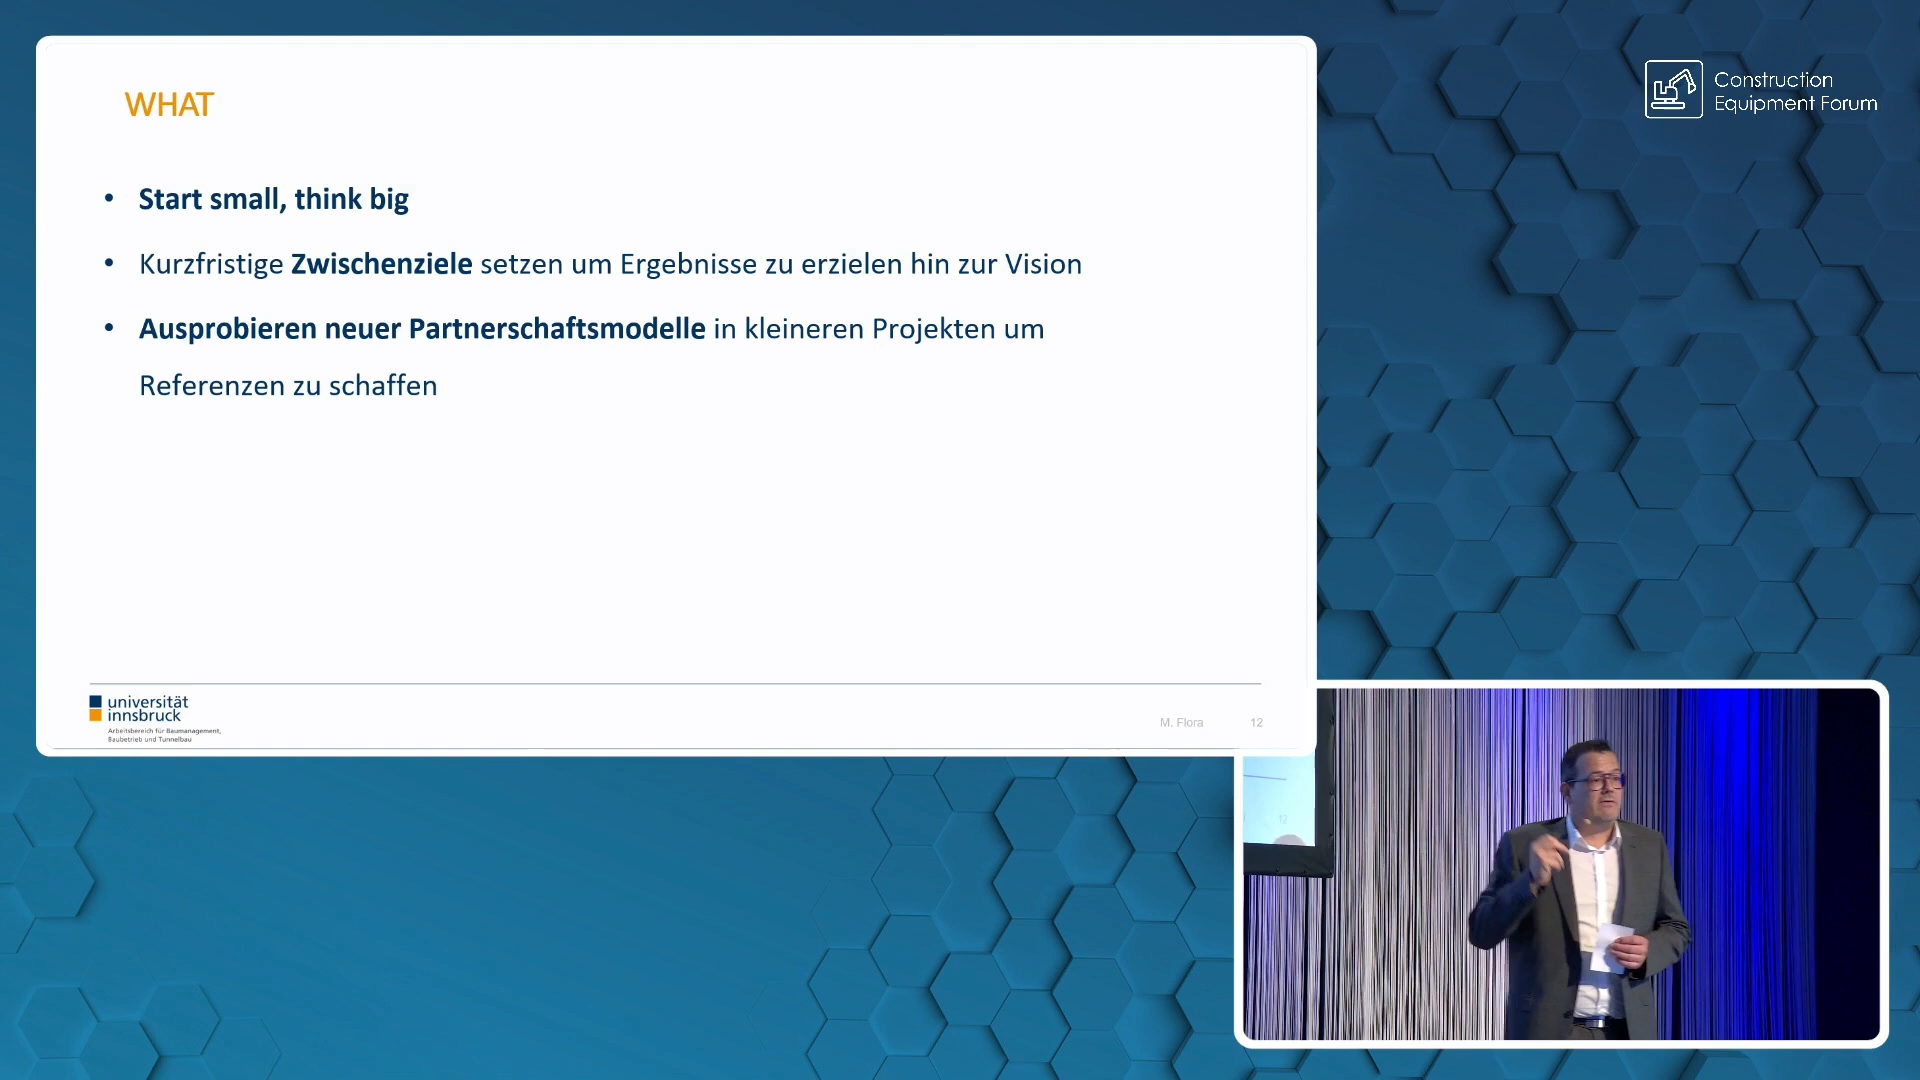 WHAT
• Start small, think big
• Kurzfristige Zwischenziele setzen um Ergebnisse zu erzielen hin zur Vision
• Ausprobieren neuer Partnerschaftsmodelle in kleineren Projekten um
Referenzen zu schaffen
universität
innsbruck
Arbeitsbereich für Baumanagement,
Baubetrieb und Tunnelbau
M. Flora 12
Construction
Equipment Forum
12